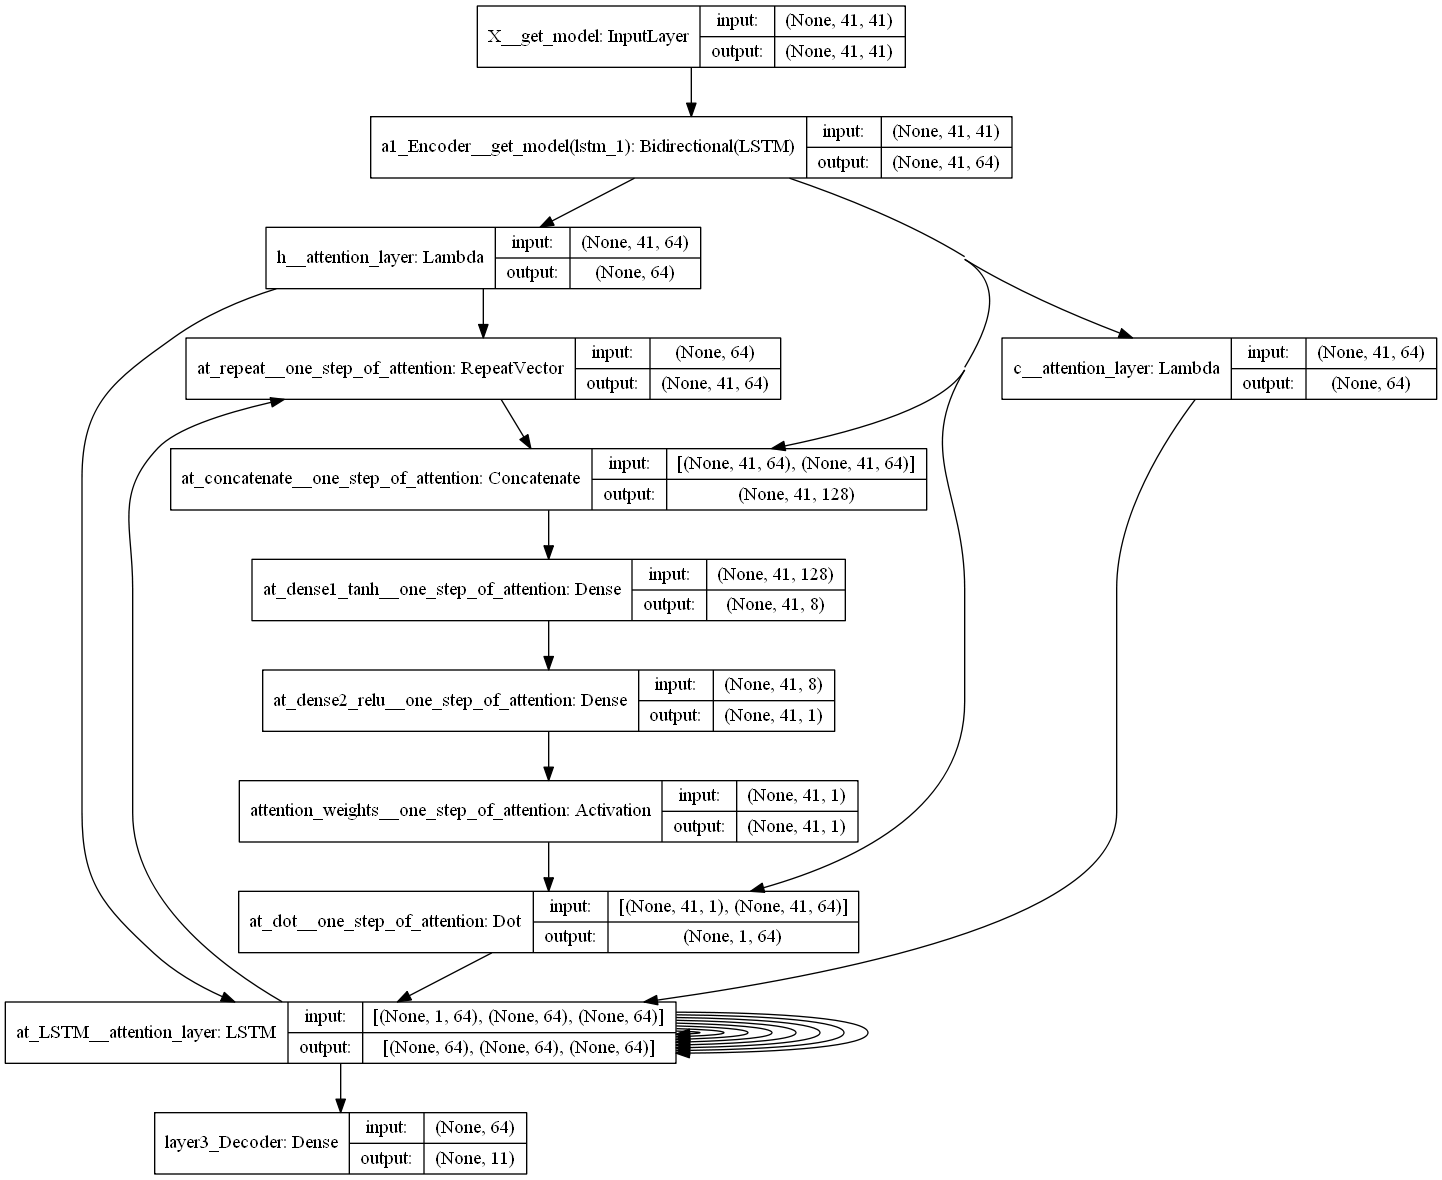 X__get_model: InputLayer
input: (None, 41, 41)
output: (None, 41, 41)
a1_Encoder__get_model(lstm_1): Bidirectional(LSTM)
input: (None, 41, 41)
output: (None, 41, 64)
h__attention_layer: Lambda
input: (None, 41, 64)
output: (None, 64)
at_repeat__one_step_of_attention: RepeatVector
input: (None, 64)
output: (None, 41, 64)
c__attention_layer: Lambda
input: (None, 41, 64)
output: (None, 64)
at_concatenate__one_step_of_attention: Concatenate
input: [(None, 41, 64), (None, 41, 64)]
output: (None, 41, 128)
at_dense1_tanh__one_step_of_attention: Dense
input: (None, 41, 128)
output: (None, 41, 8)
at_dense2_relu__one_step_of_attention: Dense
input: (None, 41, 8)
output: (None, 41, 1)
attention_weights__one_step_of_attention: Activation
input: (None, 41, 1)
output: (None, 41, 1)
at_dot__one_step_of_attention: Dot
input: [(None, 41, 1), (None, 41, 64)]
output: (None, 1, 64)
at_LSTM__attention_layer: LSTM
input: [(None, 1, 64), (None, 64), (None, 64)]
output: [(None, 64), (None, 64), (None, 64)]
layer3_Decoder: Dense
input: (None, 64)
output: (None, 11)